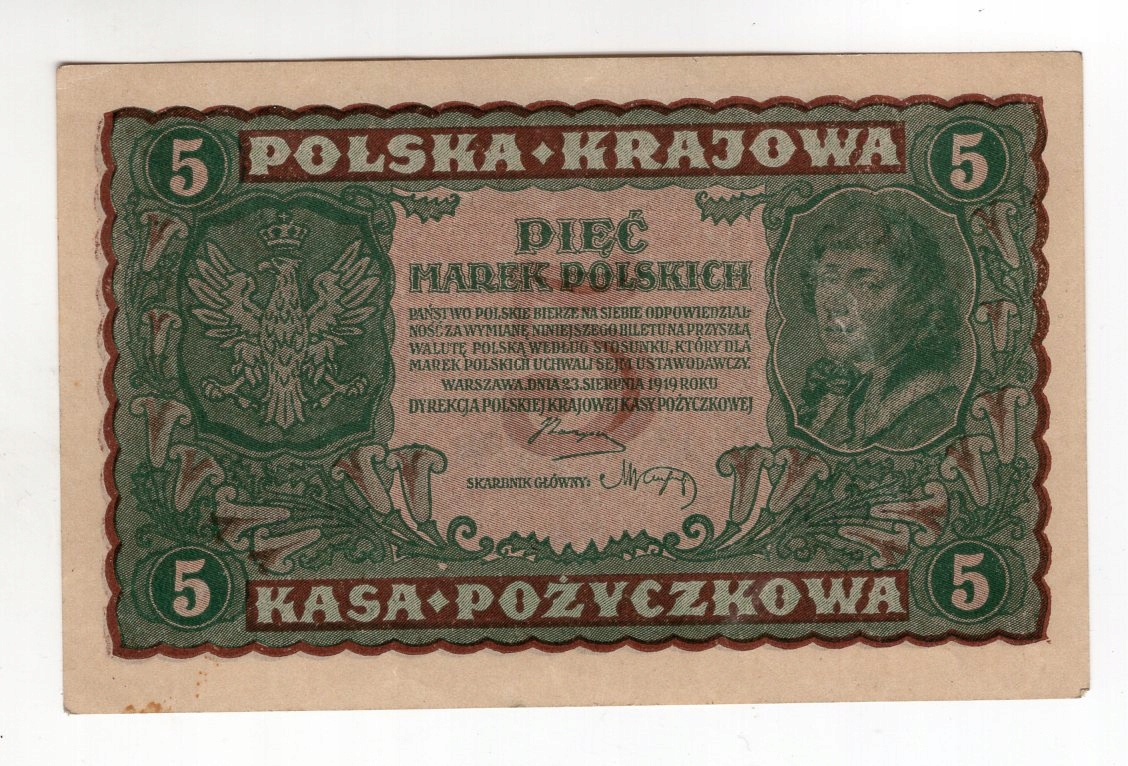 5 POLSKA ♦ KRAJOWA 5
PIĘĆ
MAREK POLSKICH
PAŃSTWO POLSKIE BIERZE NA SIEBIE ODPOWIEDZIAL-
NOŚĆ ZA WYMIANĘ NINIEJSZEGO BILETU NA PRZYSZŁĄ
WALUTĘ POLSKĄ WEDŁUG STOSUNKU, KTÓRY DLA
MAREK POLSKICH UCHWALI SEJM USTAWODAWCZY.
WARSZAWA, DNIA 23. SIERPNIA 1919 ROKU
DYREKCJA POLSKIEJ KRAJOWEJ KASY POŻYCZKOWEJ
SKARBNIK GŁÓWNY:
5 KASA ♦ POŻYCZKOWA 5